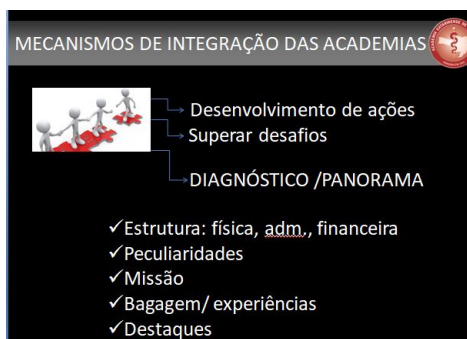 MECANISMOS DE INTEGRAÇÃO DAS ACADEMIAS
Desenvolvimento de ações
Superar desafios
DIAGNÓSTICO /PANORAMA
✓Estrutura: física, adm., financeira
✓Peculiaridades
✓Missão
✓Bagagem/ experiências
✓Destaques